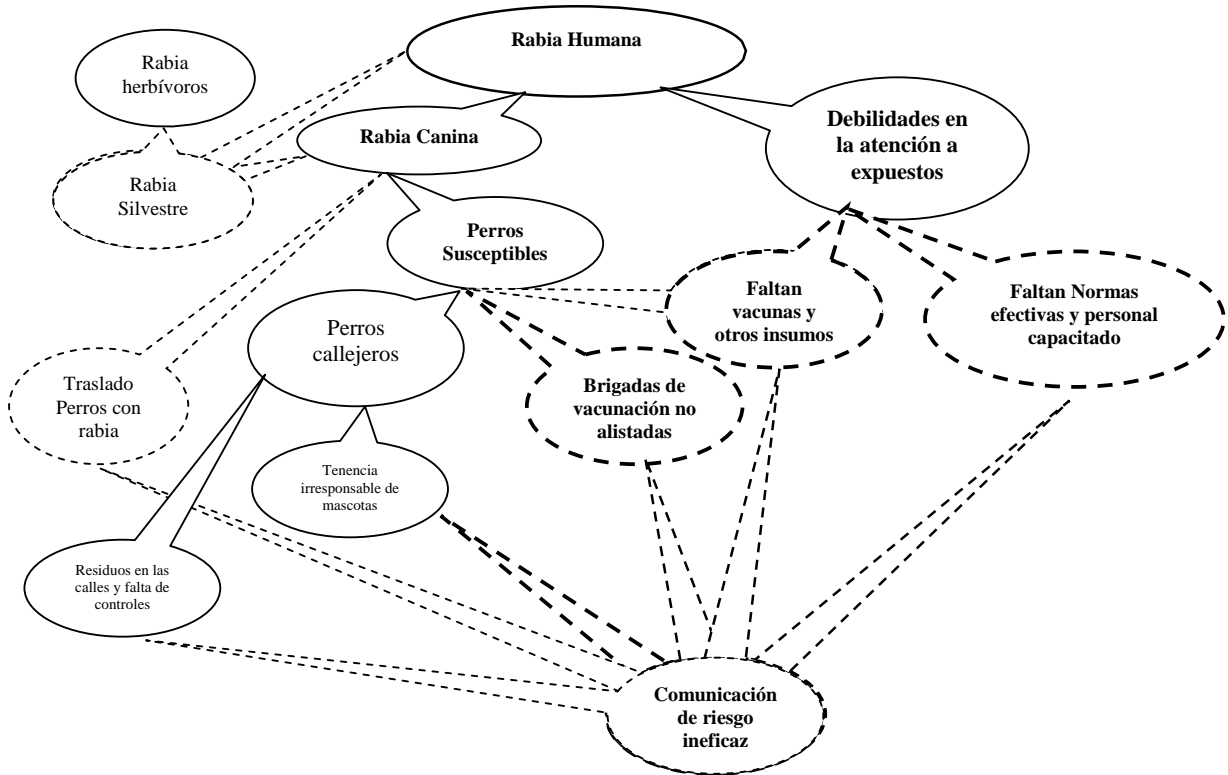 Rabia Humana
Rabia
herbívoros
Rabia Canina
Debilidades en
la atención a
expuestos
Rabia
Silvestre
Perros
Susceptibles
Faltan
vacunas y
otros insumos
Faltan Normas
efectivas y personal
capacitado
Perros
callejeros
Traslado
Perros con
rabia
Brigadas de
vacunación no
alistadas
Tenencia
irresponsable de
mascotas
Residuos en las
calles y falta de
controles
Comunicación
de riesgo
ineficaz